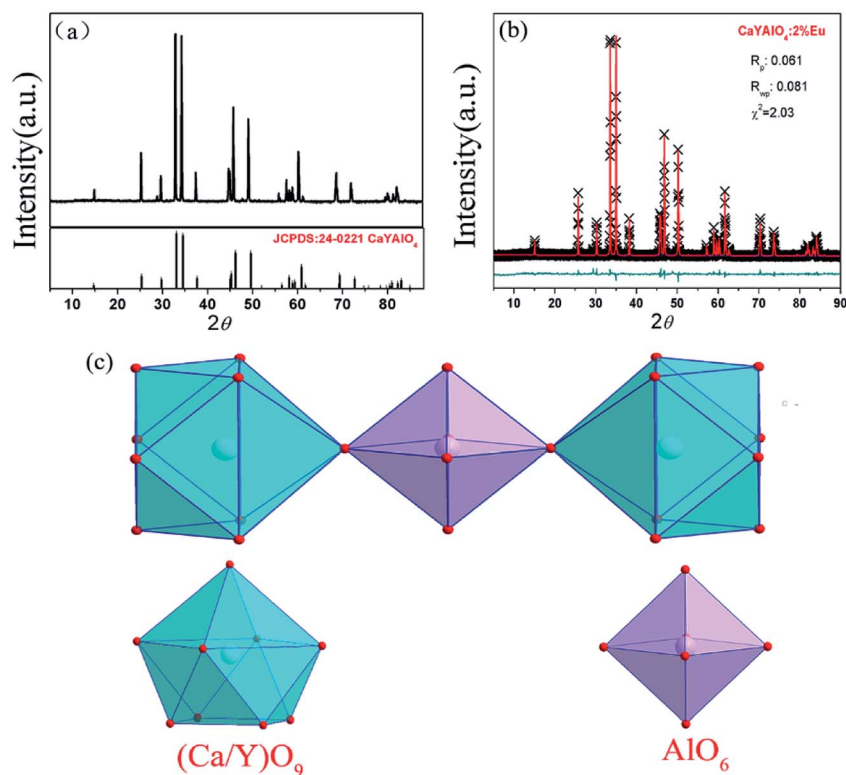 (a)
Intensity(a.u.)
JCPDS:24-0221 CaYAlO4
10 20 30 40 50 60 70 80
2θ
(b)
Intensity(a.u.)
CaYAlO4:2%Eu
Rp: 0.061
Rwp: 0.081
χ²=2.03
10 20 30 40 50 60 70 80 90
2θ
(c)
(Ca/Y)O9
AlO6